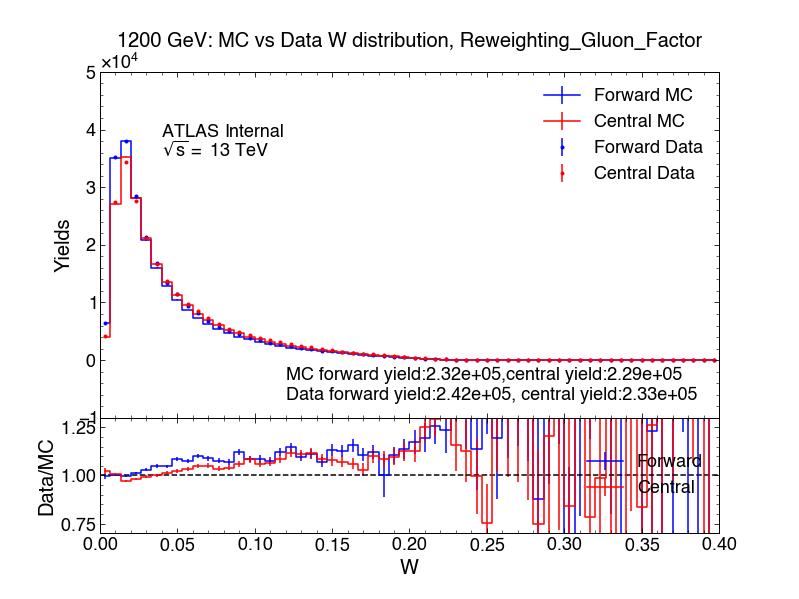 1200 GeV: MC vs Data W distribution, Reweighting_Gluon_Factor
×10⁴
5
4
3
2
1
0
−1
Yields
ATLAS Internal
√s = 13 TeV
Forward MC
Central MC
Forward Data
Central Data
MC forward yield:2.32e+05,central yield:2.29e+05
Data forward yield:2.42e+05, central yield:2.33e+05
1.25
1.00
0.75
Data/MC
Forward
Central
0.00 0.05 0.10 0.15 0.20 0.25 0.30 0.35 0.40
W